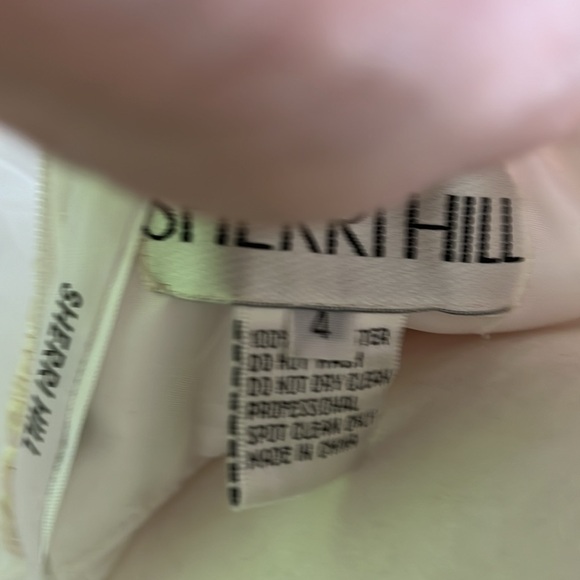 SHERRI HILL
4
100%
DO NOT WASH
DO NOT DRY CLEAN
PROFESSIONAL
SPOT CLEAN ONLY
MADE IN CHINA
SHERRI HILL